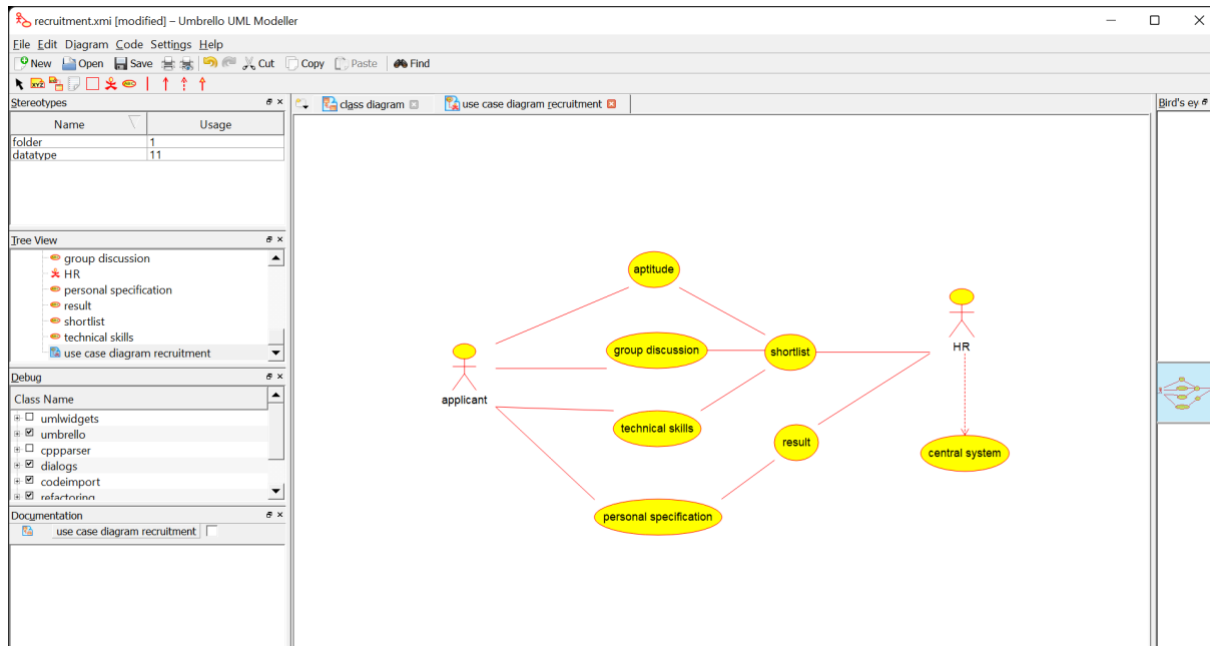 recruitment.xmi [modified] – Umbrello UML Modeller
File Edit Diagram Code Settings Help
New Open Save Cut Copy Paste Find
XYZ
Stereotypes
Name Usage
folder 1
datatype 11
Tree View
group discussion
HR
personal specification
result
shortlist
technical skills
use case diagram recruitment
Debug
Class Name
umlwidgets
umbrello
cppparser
dialogs
codeimport
refactoring
Documentation
use case diagram recruitment
class diagram use case diagram recruitment
aptitude
group discussion
shortlist
HR
applicant
technical skills
result
central system
personal specification
Bird's ey